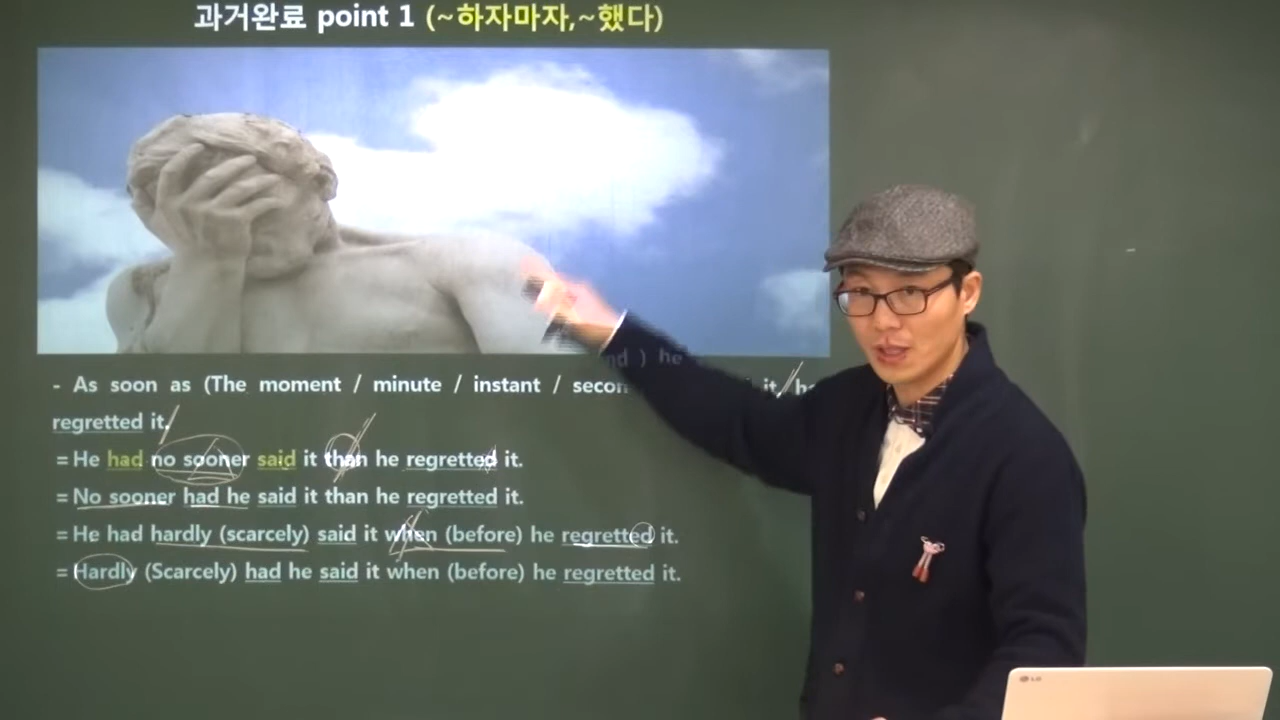 과거완료 point 1 (~하자마자,~했다)
- As soon as (The moment / minute / instant / secon it, he
regretted it.
=He had no sooner said it than he regretted it.
=No sooner had he said it than he regretted it.
=He had hardly (scarcely) said it when (before) he regretted it.
=Hardly (Scarcely) had he said it when (before) he regretted it.
LG